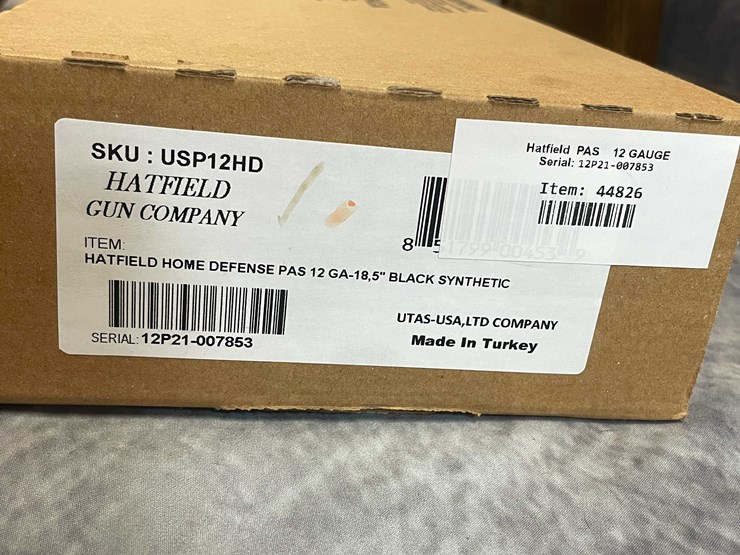 SKU : USP12HD
HATFIELD
GUN COMPANY
ITEM:
HATFIELD HOME DEFENSE PAS 12 GA-18,5" BLACK SYNTHETIC
SERIAL: 12P21-007853
UTAS-USA,LTD COMPANY
Made In Turkey
Hatfield PAS 12 GAUGE
Serial: 12P21-007853
Item: 44826
8